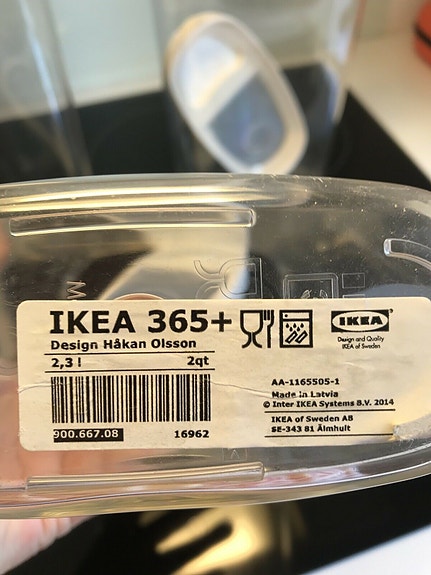 IKEA 365+
Design Håkan Olsson
2,3 l 2qt
900.667.08 16962
IKEA
Design and Quality
IKEA of Sweden
AA-1165505-1
Made in Latvia
© Inter IKEA Systems B.V. 2014
IKEA of Sweden AB
SE-343 81 Älmhult